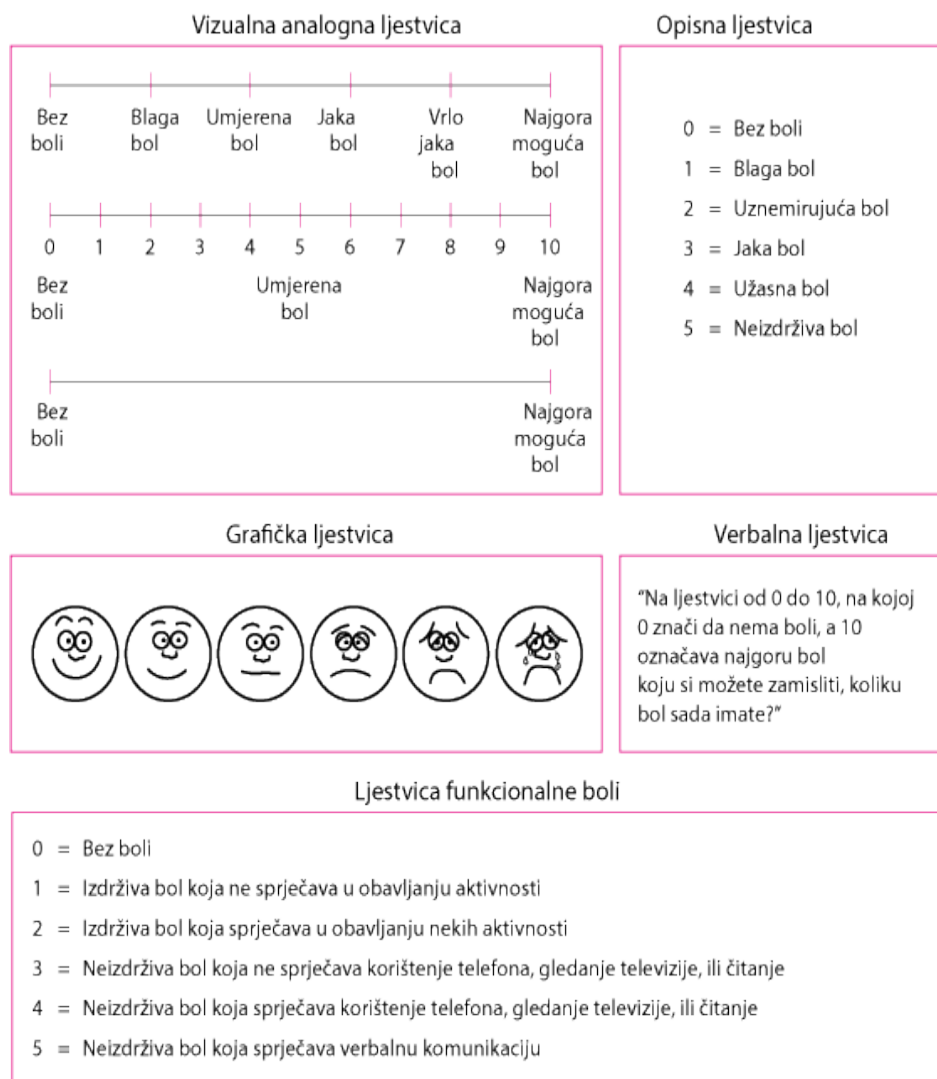 Vizualna analogna ljestvica
Bez boli
Blaga bol
Umjerena bol
Jaka bol
Vrlo jaka bol
Najgora moguća bol
0 1 2 3 4 5 6 7 8 9 10
Bez boli
Umjerena bol
Najgora moguća bol
Bez boli
Najgora moguća bol
Opisna ljestvica
0 = Bez boli
1 = Blaga bol
2 = Uznemirujuća bol
3 = Jaka bol
4 = Užasna bol
5 = Neizdrživa bol
Grafička ljestvica
Verbalna ljestvica
“Na ljestvici od 0 do 10, na kojoj
0 znači da nema boli, a 10
označava najgoru bol
koju si možete zamisliti, koliku
bol sada imate?”
Ljestvica funkcionalne boli
0 = Bez boli
1 = Izdrživa bol koja ne sprječava u obavljanju aktivnosti
2 = Izdrživa bol koja sprječava u obavljanju nekih aktivnosti
3 = Neizdrživa bol koja ne sprječava korištenje telefona, gledanje televizije, ili čitanje
4 = Neizdrživa bol koja sprječava korištenje telefona, gledanje televizije, ili čitanje
5 = Neizdrživa bol koja sprječava verbalnu komunikaciju